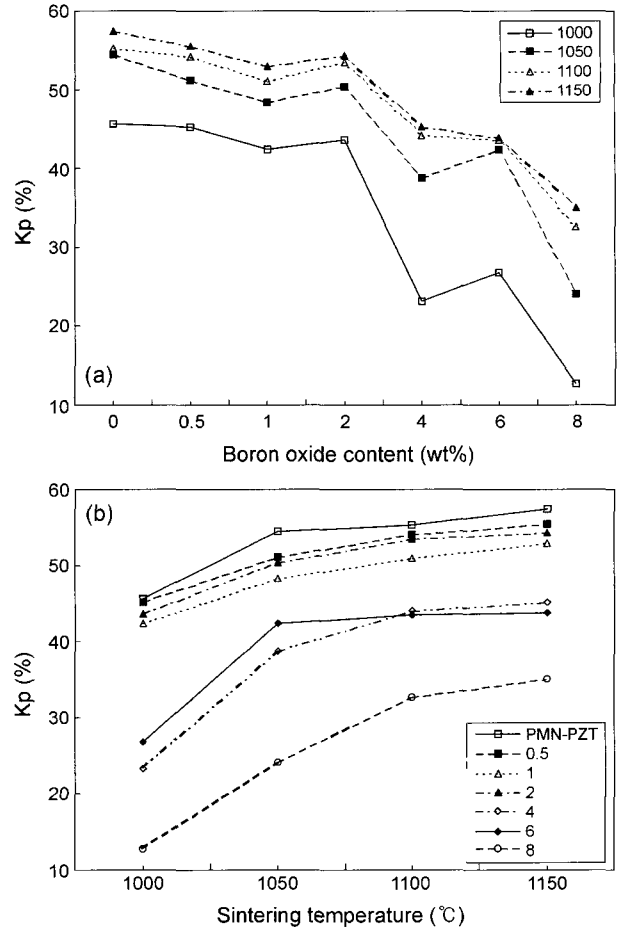 60
50
40
30
20
10
Kp (%)
1000
1050
1100
1150
(a)
0 0.5 1 2 4 6 8
Boron oxide content (wt%)
60
50
40
30
20
10
Kp (%)
(b)
PMN-PZT
0.5
1
2
4
6
8
1000 1050 1100 1150
Sintering temperature (℃)